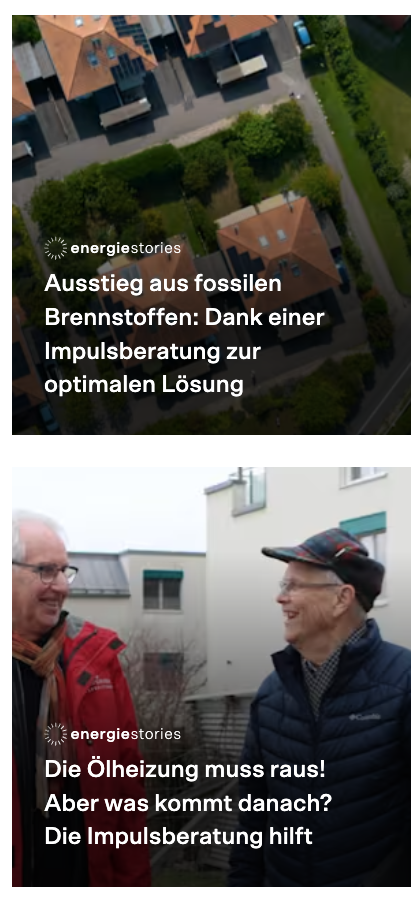 energiestories
Ausstieg aus fossilen
Brennstoffen: Dank einer
Impulsberatung zur
optimalen Lösung
energiestories
Die Ölheizung muss raus!
Aber was kommt danach?
Die Impulsberatung hilft
Columbia